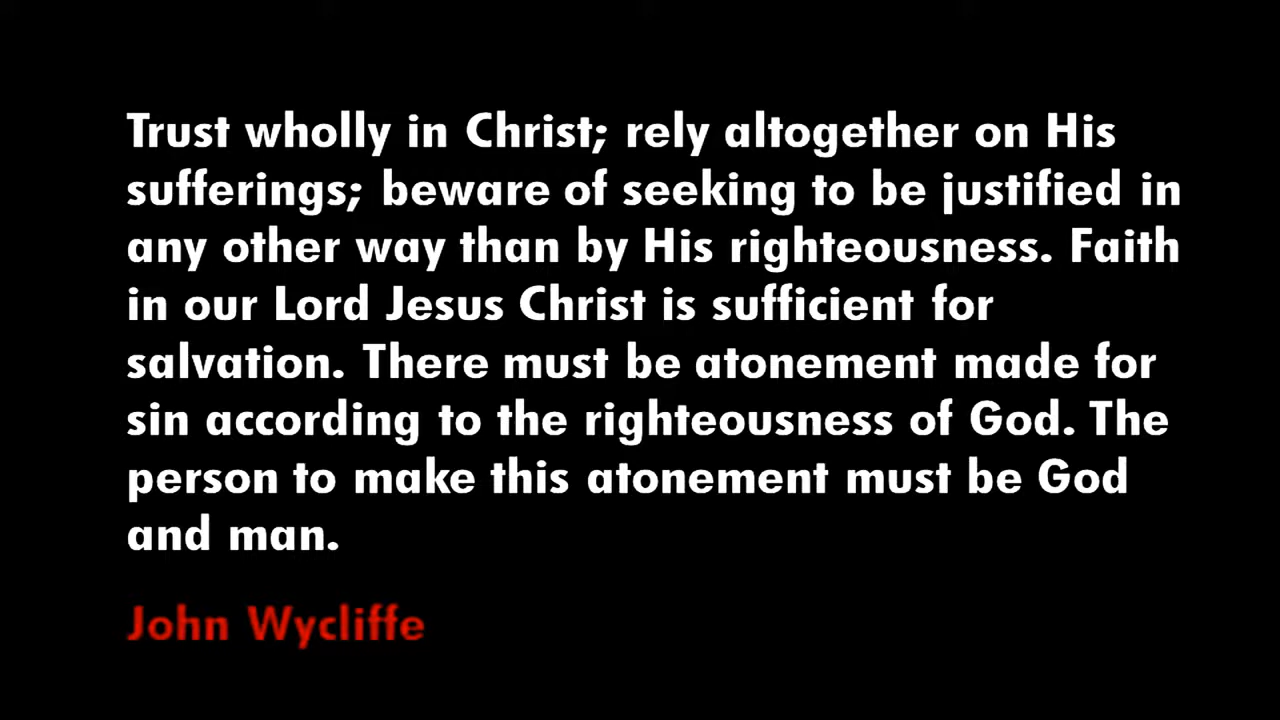 Trust wholly in Christ; rely altogether on His
sufferings; beware of seeking to be justified in
any other way than by His righteousness. Faith
in our Lord Jesus Christ is sufficient for
salvation. There must be atonement made for
sin according to the righteousness of God. The
person to make this atonement must be God
and man.
John Wycliffe